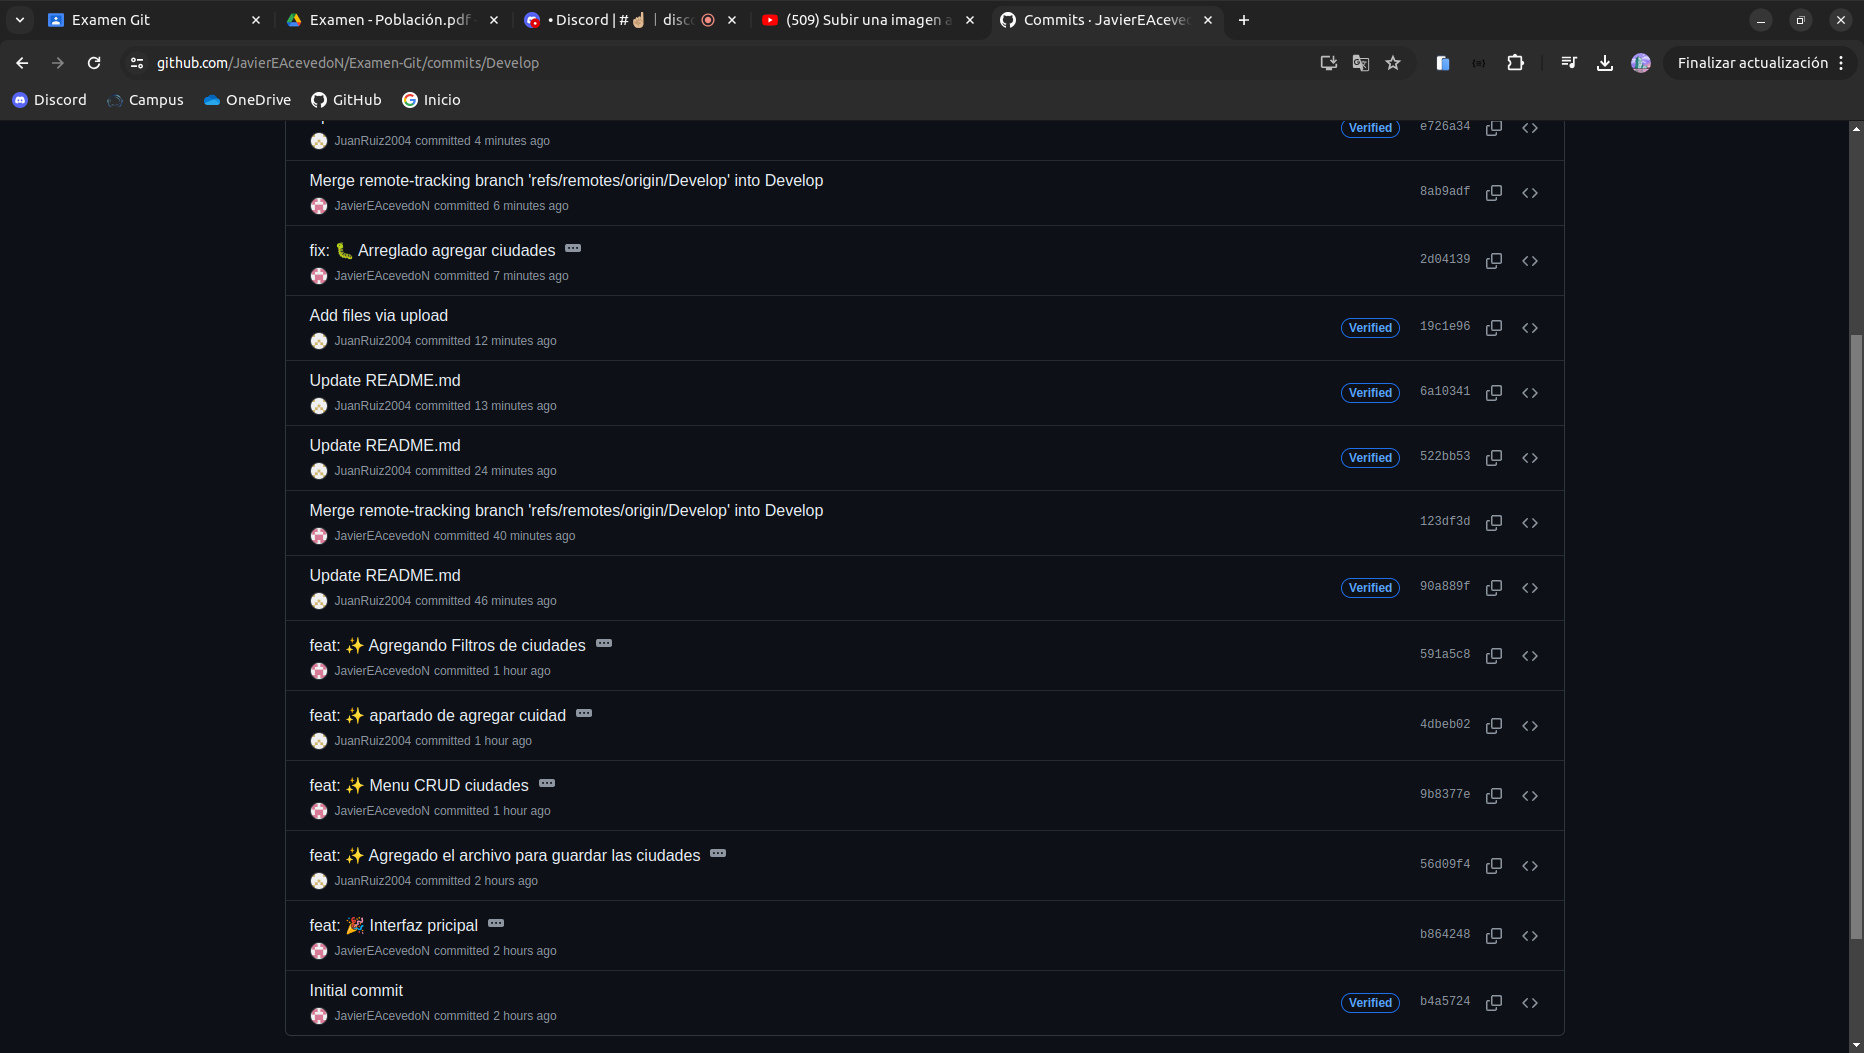 Examen Git
Examen - Población.pdf
• Discord | #☝🏼 | disc
(509) Subir una imagen a
Commits · JavierEAceve
github.com/JavierEAcevedoN/Examen-Git/commits/Develop
Finalizar actualización
Discord
Campus
OneDrive
GitHub
Inicio
JuanRuiz2004 committed 4 minutes ago
Verified
e726a34
Merge remote-tracking branch 'refs/remotes/origin/Develop' into Develop
JavierEAcevedoN committed 6 minutes ago
8ab9adf
fix: 🐛 Arreglado agregar ciudades
JavierEAcevedoN committed 7 minutes ago
2d04139
Add files via upload
JuanRuiz2004 committed 12 minutes ago
Verified
19c1e96
Update README.md
JuanRuiz2004 committed 13 minutes ago
Verified
6a10341
Update README.md
JuanRuiz2004 committed 24 minutes ago
Verified
522bb53
Merge remote-tracking branch 'refs/remotes/origin/Develop' into Develop
JavierEAcevedoN committed 40 minutes ago
123df3d
Update README.md
JuanRuiz2004 committed 46 minutes ago
Verified
90a889f
feat: ✨ Agregando Filtros de ciudades
JavierEAcevedoN committed 1 hour ago
591a5c8
feat: ✨ apartado de agregar cuidad
JuanRuiz2004 committed 1 hour ago
4dbeb02
feat: ✨ Menu CRUD ciudades
JavierEAcevedoN committed 1 hour ago
9b8377e
feat: ✨ Agregado el archivo para guardar las ciudades
JuanRuiz2004 committed 2 hours ago
56d09f4
feat: 🎉 Interfaz pricipal
JavierEAcevedoN committed 2 hours ago
b864248
Initial commit
JavierEAcevedoN committed 2 hours ago
Verified
b4a5724